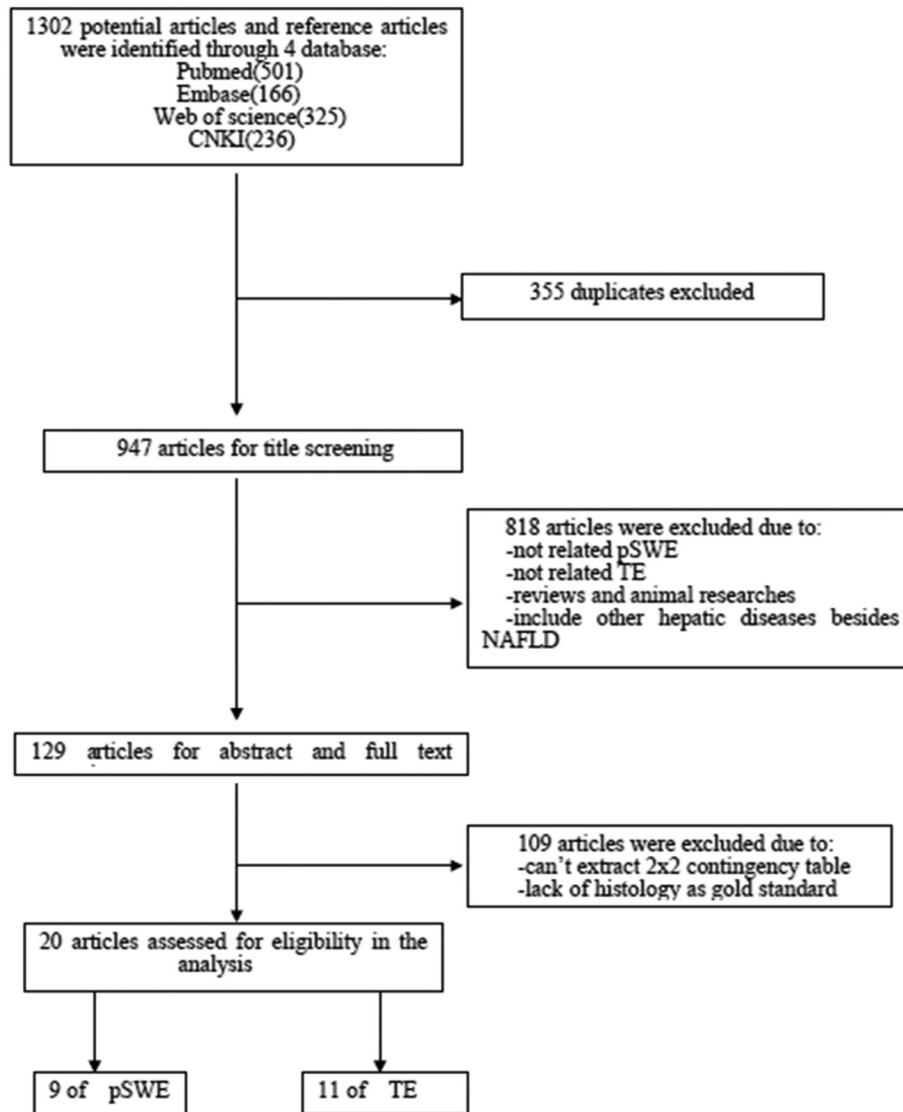 1302 potential articles and reference articles
were identified through 4 database:
Pubmed(501)
Embase(166)
Web of science(325)
CNKI(236)
355 duplicates excluded
947 articles for title screening
818 articles were excluded due to:
-not related pSWE
-not related TE
-reviews and animal researches
-include other hepatic diseases besides
NAFLD
129 articles for abstract and full text
109 articles were excluded due to:
-can't extract 2x2 contingency table
-lack of histology as gold standard
20 articles assessed for eligibility in the
analysis
9 of pSWE
11 of TE